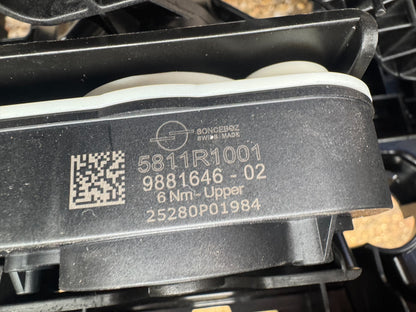 SONCEBOZ
SWISS MADE
5811R1001
9881646 - 02
6 Nm - Upper
25280P01984